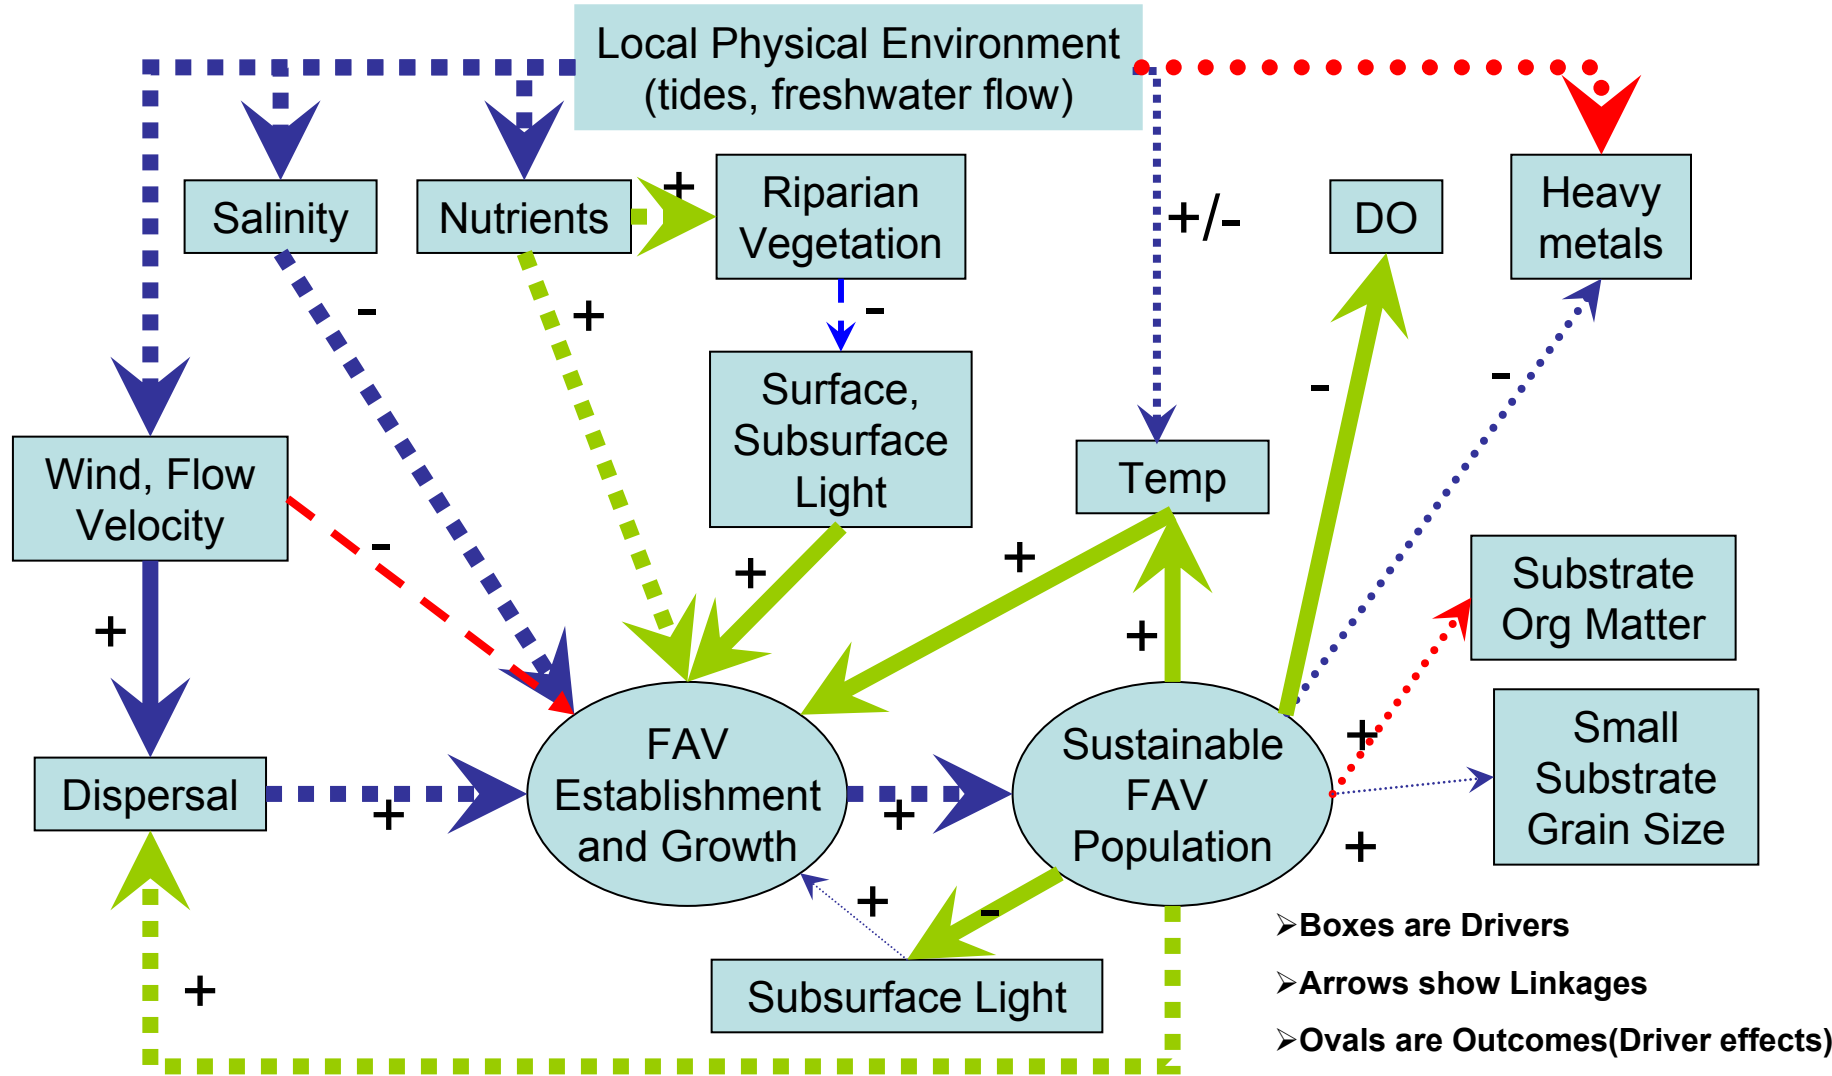 Local Physical Environment
(tides, freshwater flow)
Salinity
Nutrients
+
Riparian
Vegetation
+/-
DO
Heavy
metals
-
+
-
-
-
Surface,
Subsurface
Light
Wind, Flow
Velocity
Temp
-
+
+
+
+
Substrate
Org Matter
FAV
Establishment
and Growth
Sustainable
FAV
Population
+
Small
Substrate
Grain Size
Dispersal
+
+
+
+
-
+
Subsurface Light
➢Boxes are Drivers
➢Arrows show Linkages
➢Ovals are Outcomes(Driver effects)